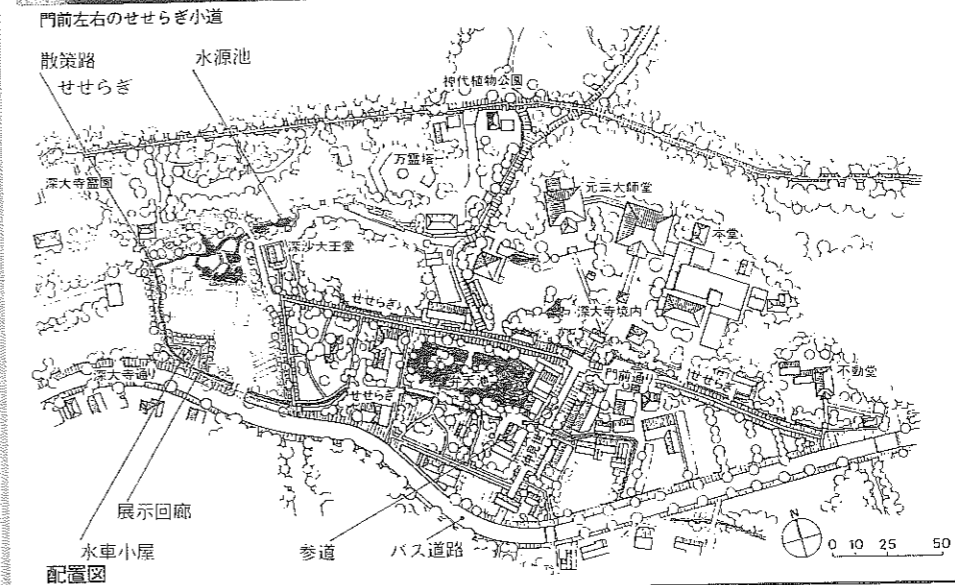 門前左右のせせらぎ小道
散策路
せせらぎ
水源池
神代植物公園
万霊塔
深大寺霊園
元三大師堂
本堂
深沙大王堂
せせらぎ
深大寺境内
深大寺通り
弁天池
門前通り
せせらぎ
不動堂
せせらぎ
仲見世
展示回廊
水車小屋
参道
バス道路
N
0 10 25 50
配置図